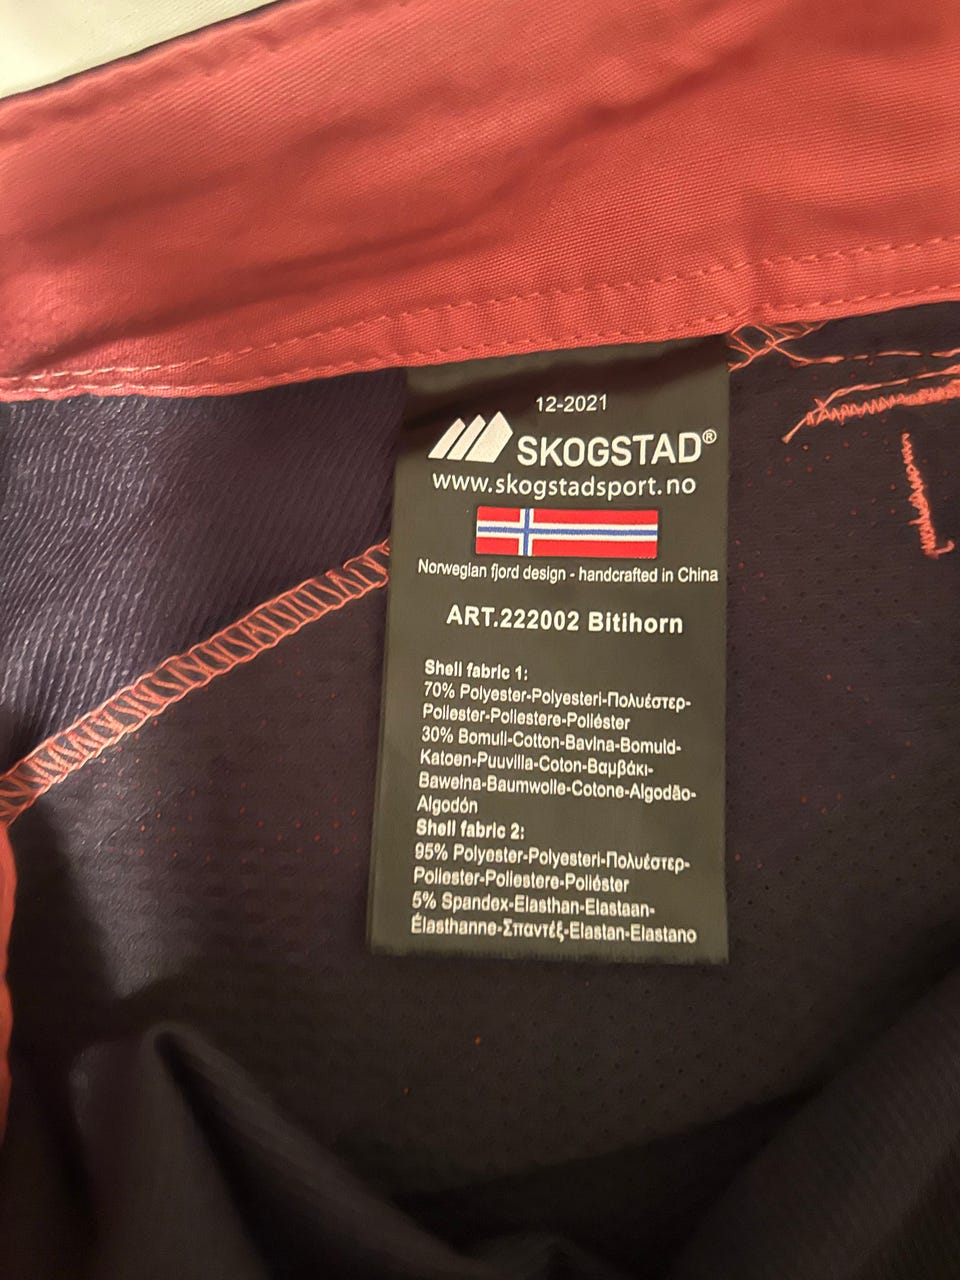 12-2021
SKOGSTAD®
www.skogstadsport.no
Norwegian fjord design - handcrafted in China
ART.222002 Bitihorn
Shell fabric 1:
70% Polyester-Polyesteri-Πολυέστερ-
Poliester-Poliestere-Poliéster
30% Bomull-Cotton-Bavlna-Bomuld-
Katoen-Puuvilla-Coton-Βαμβάκι-
Bawełna-Baumwolle-Cotone-Algodão-
Algodón
Shell fabric 2:
95% Polyester-Polyesteri-Πολυέστερ-
Poliester-Poliestere-Poliéster
5% Spandex-Elasthan-Elastaan-
Élasthanne-Σπαντέξ-Elastan-Elastano